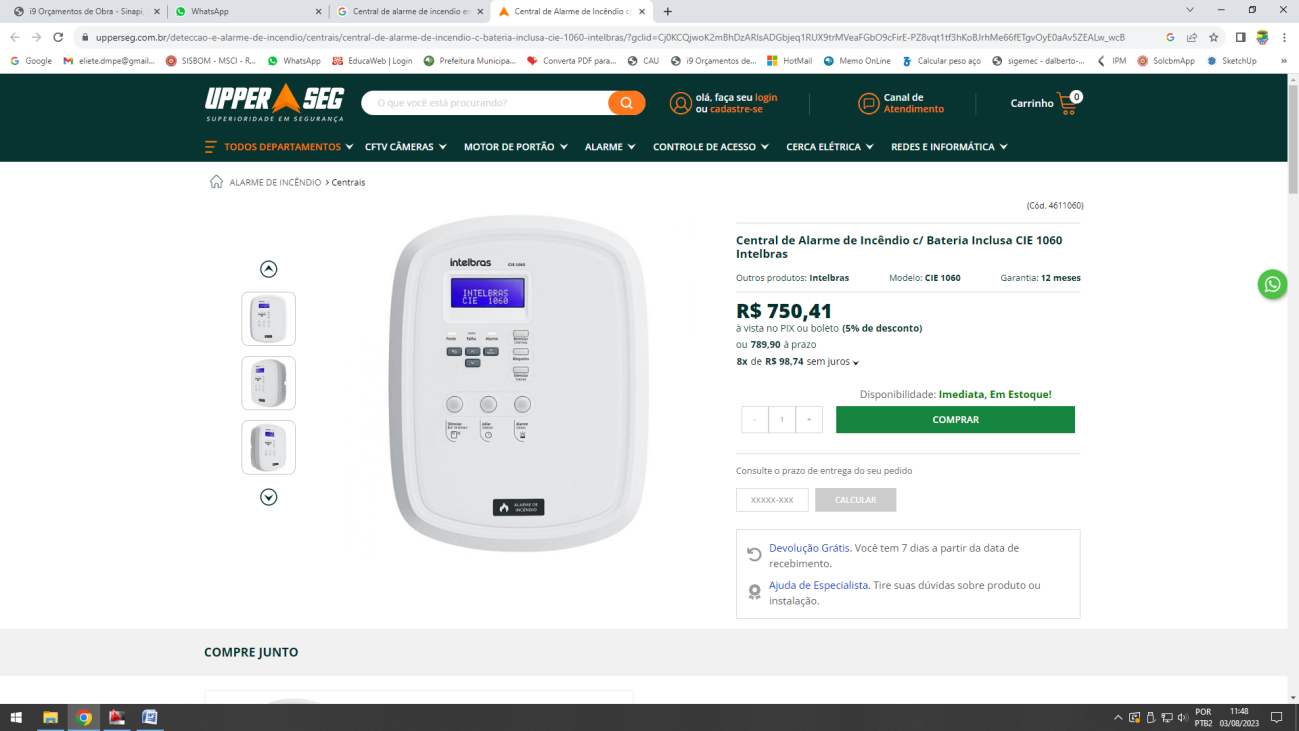 i9 Orçamentos de Obra - Sinapi,
WhatsApp
Central de alarme de incendio en
Central de Alarme de Incêndio c/
upperseg.com.br/deteccao-e-alarme-de-incendio/centrais/central-de-alarme-de-incendio-c-bateria-inclusa-cie-1060-intelbras/?gclid=Cj0KCQjwoK2mBhDzARIsADGbjeq1RUX9trMVeaFGbO9cFirE-PZ8vqt1tf3hKoBJrhMe66fETgvOyE0aAv5ZEALw_wcB
Google
eliete.dmpe@gmail...
SISBOM - MSCI - R...
WhatsApp
EducaWeb | Login
Prefeitura Municipa...
Converta PDF para...
CAU
i9 Orçamentos de...
HotMail
Memo OnLine
Calcular peso aço
sigemec - dalberto-...
IPM
SolcbmApp
SketchUp
UPPER SEG
SUPERIORIDADE EM SEGURANÇA
O que você está procurando?
olá, faça seu login
ou cadastre-se
Canal de
Atendimento
Carrinho
0
TODOS DEPARTAMENTOS
CFTV CÂMERAS
MOTOR DE PORTÃO
ALARME
CONTROLE DE ACESSO
CERCA ELÉTRICA
REDES E INFORMÁTICA
ALARME DE INCÊNDIO > Centrais
(Cód. 4611060)
Central de Alarme de Incêndio c/ Bateria Inclusa CIE 1060
Intelbras
Outros produtos: Intelbras
Modelo: CIE 1060
Garantia: 12 meses
R$ 750,41
à vista no PIX ou boleto (5% de desconto)
ou 789,90 à prazo
8x de R$ 98,74 sem juros
Disponibilidade: Imediata, Em Estoque!
-
1
+
COMPRAR
Consulte o prazo de entrega do seu pedido
XXXXX-XXX
CALCULAR
Devolução Grátis. Você tem 7 dias a partir da data de
recebimento.
Ajuda de Especialista. Tire suas dúvidas sobre produto ou
instalação.
intelbras
CIE 1060
INTELBRAS
CIE 1060
Fonte
Falha
Alarme
Bloqueios
ALARME DE
INCÊNDIO
COMPRE JUNTO
POR
PTB2
11:48
03/08/2023